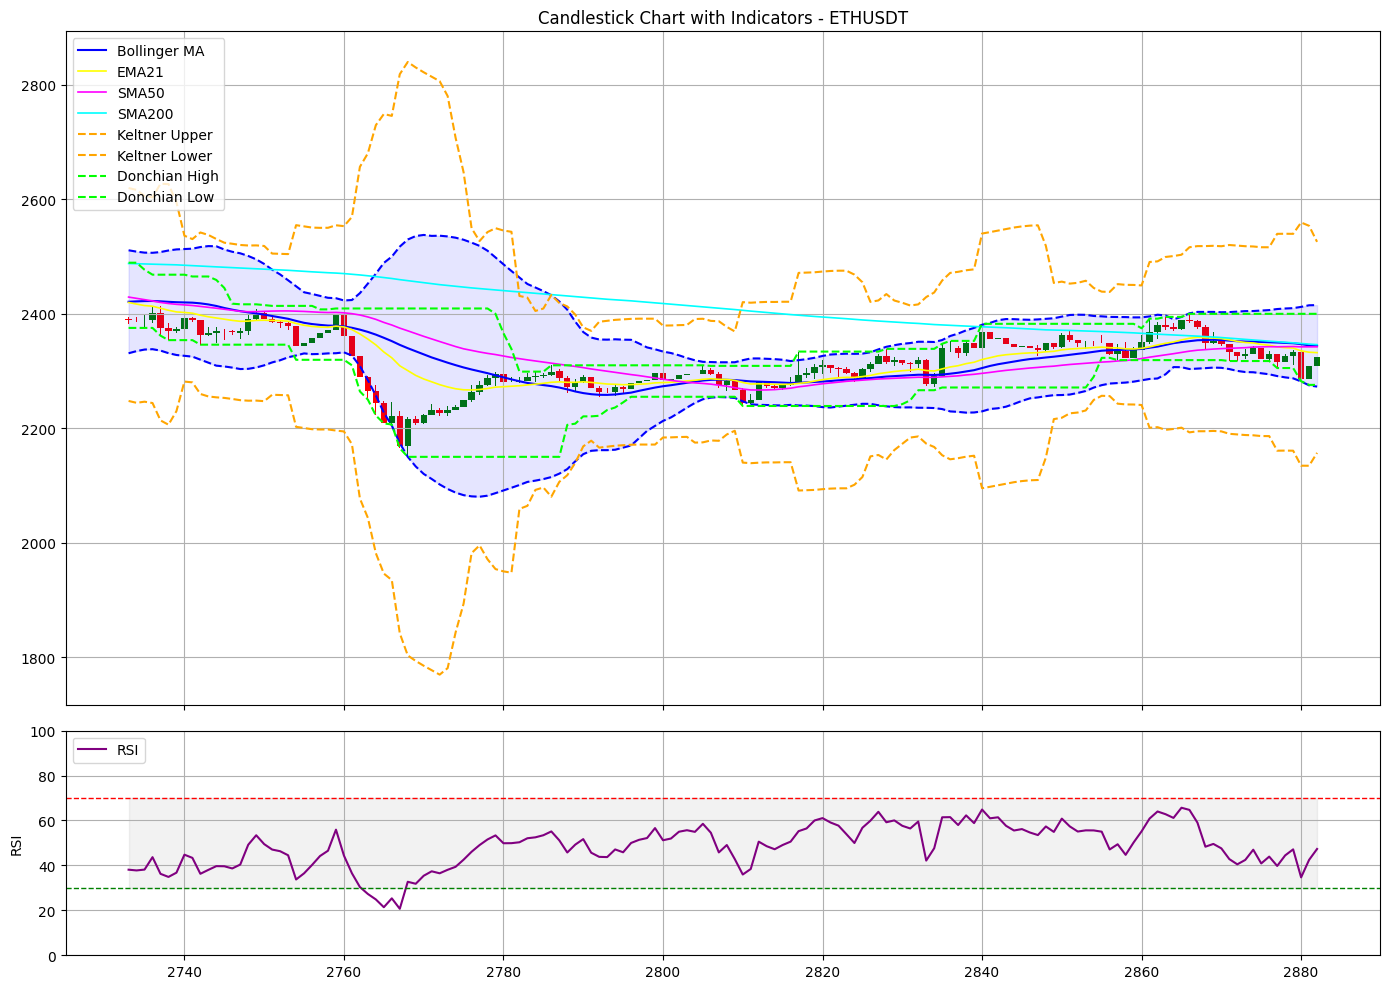 Candlestick Chart with Indicators - ETHUSDT
Bollinger MA
EMA21
SMA50
SMA200
Keltner Upper
Keltner Lower
Donchian High
Donchian Low
2800
2600
2400
2200
2000
1800
RSI
100
80
60
40
20
0
RSI
2740 2760 2780 2800 2820 2840 2860 2880